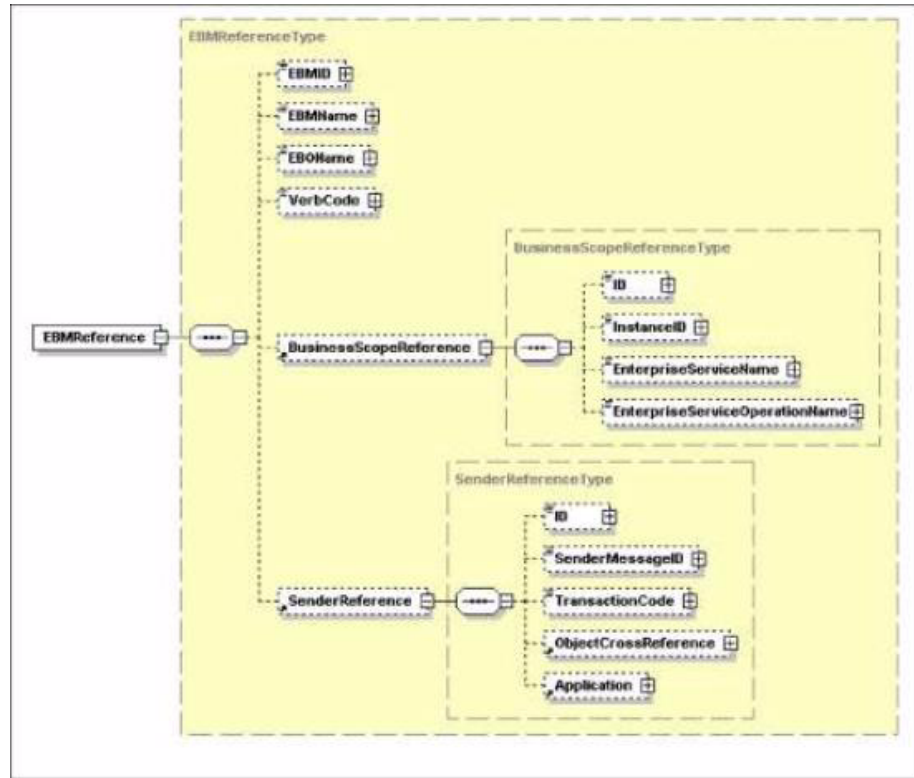 EBMReferenceType
EBMID
EBMName
EBOName
VerbCode
BusinessScopeReferenceType
ID
InstanceID
EBMReference
BusinessScopeReference
EnterpriseServiceName
EnterpriseServiceOperationName
SenderReferenceType
ID
SenderMessageID
SenderReference
TransactionCode
ObjectCrossReference
Application